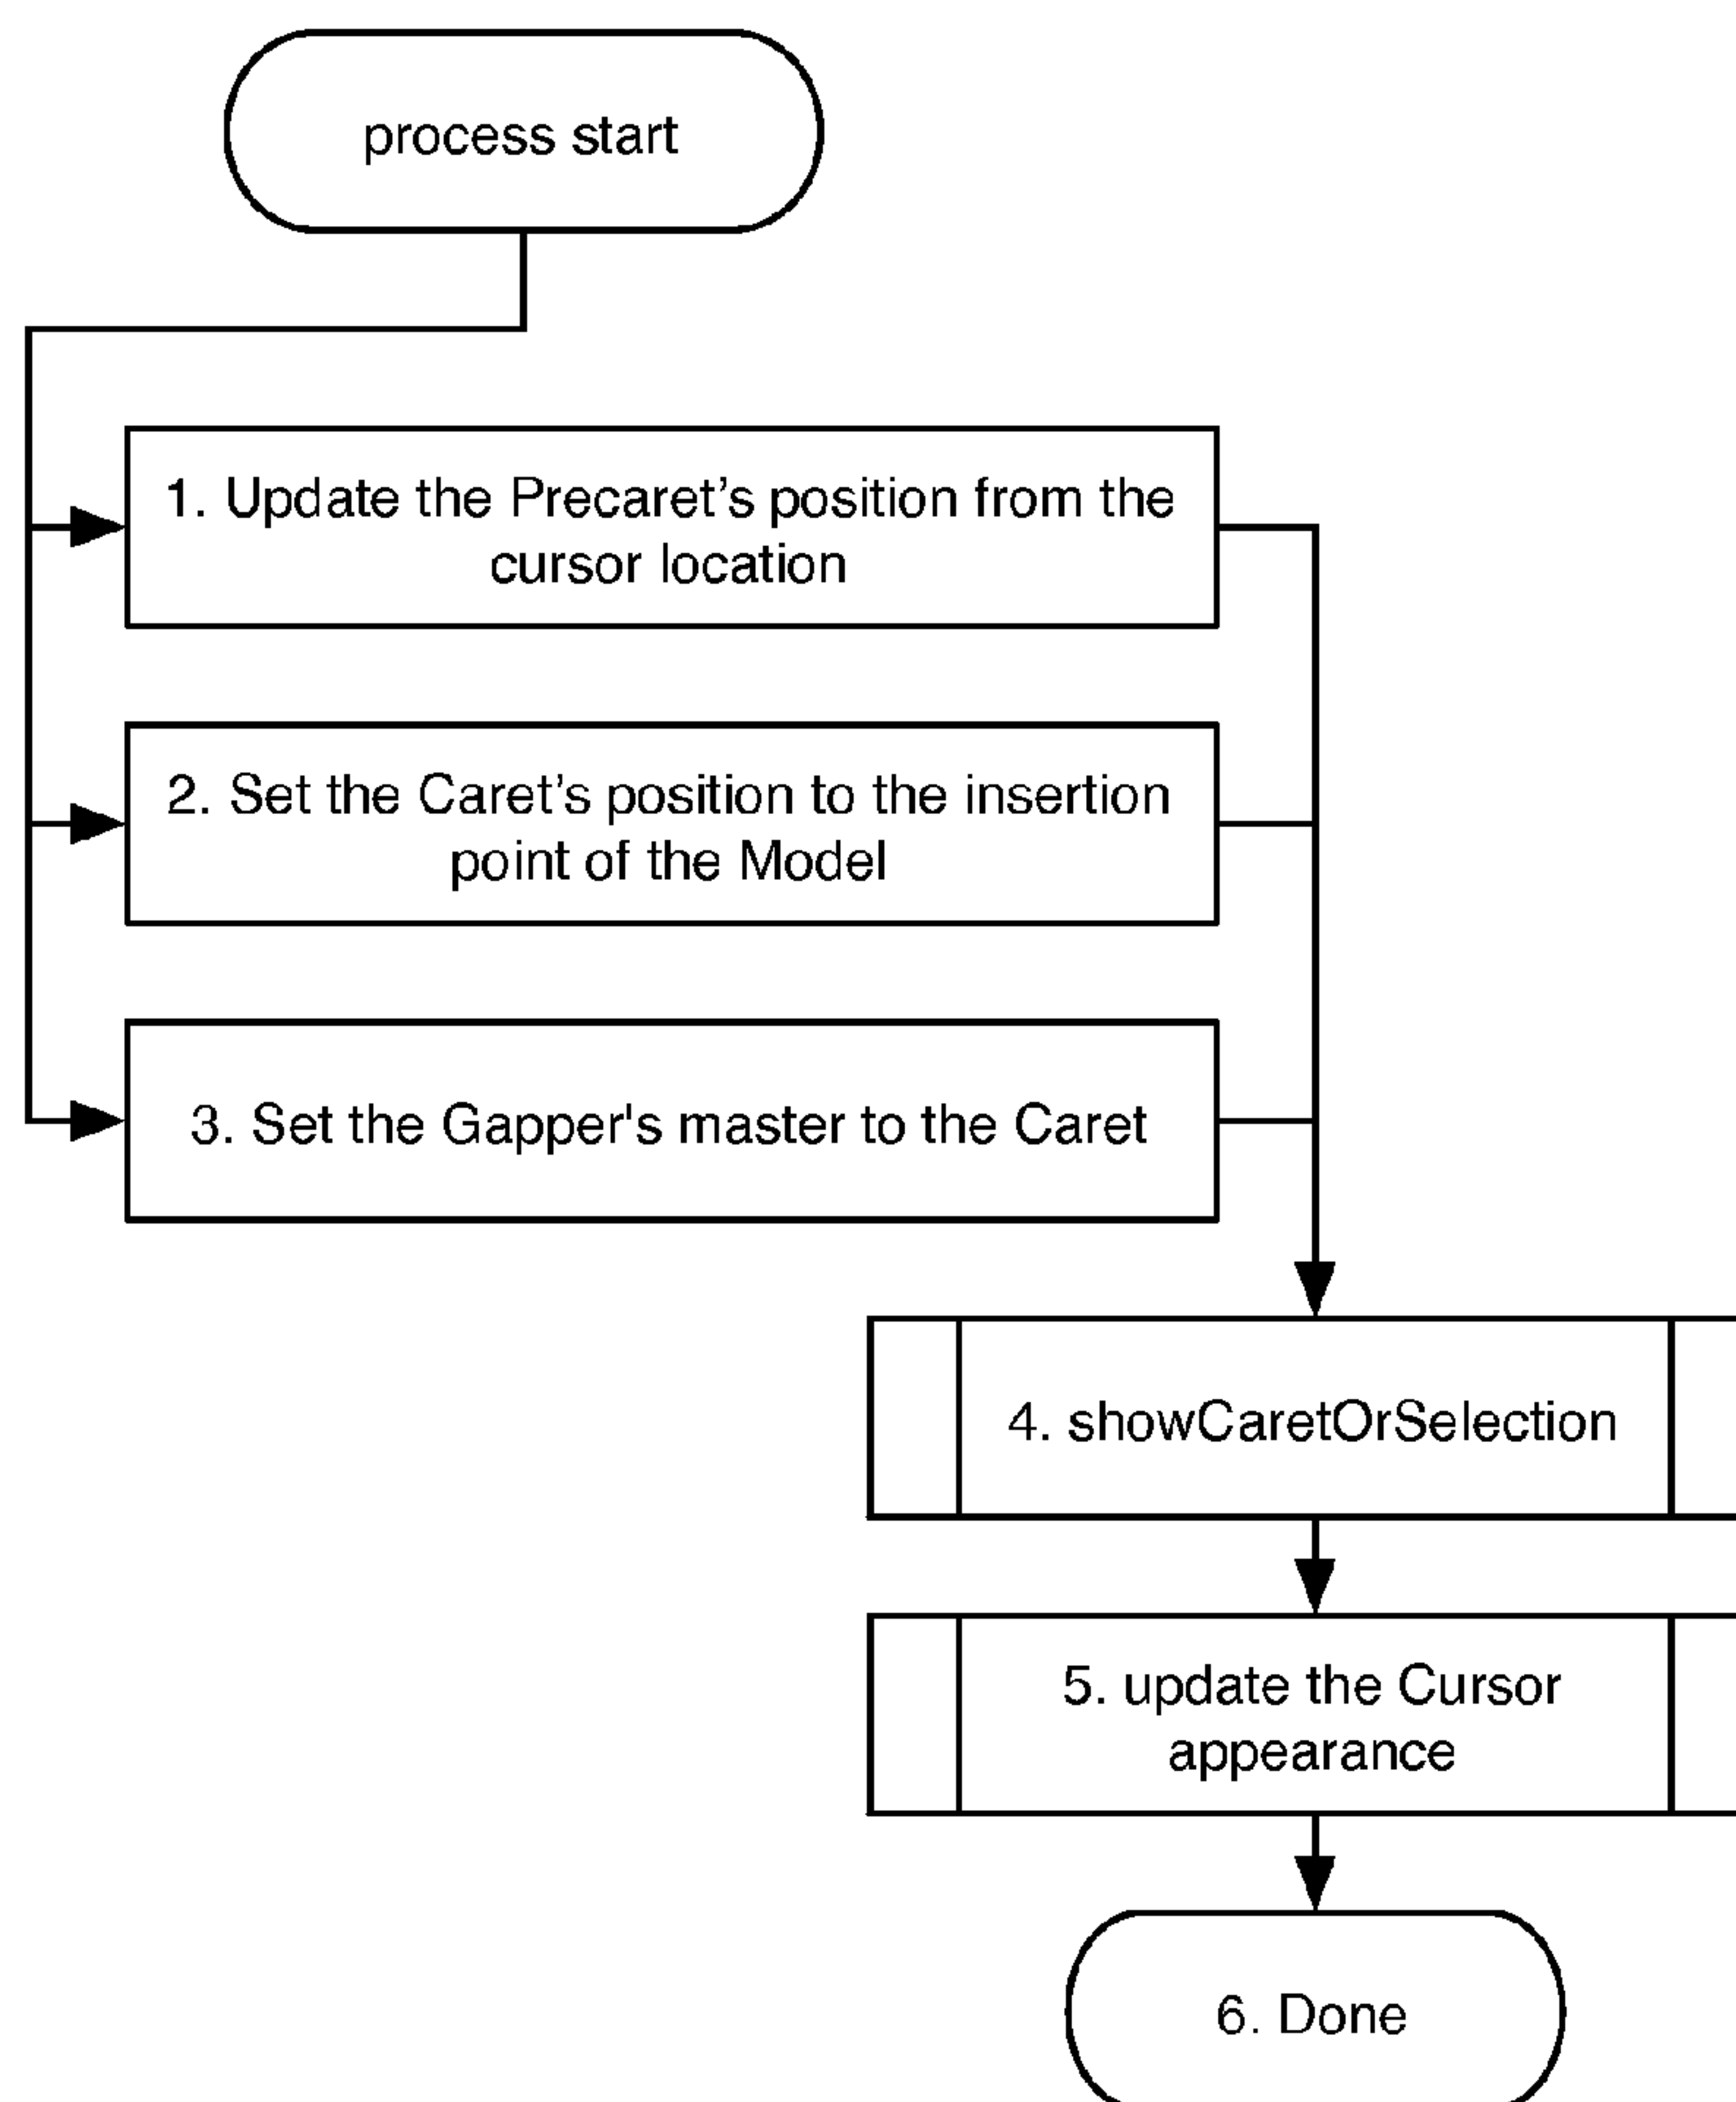 process start
1. Update the Precaret’s position from the
cursor location
2. Set the Caret’s position to the insertion
point of the Model
3. Set the Gapper's master to the Caret
4. showCaretOrSelection
5. update the Cursor
appearance
6. Done